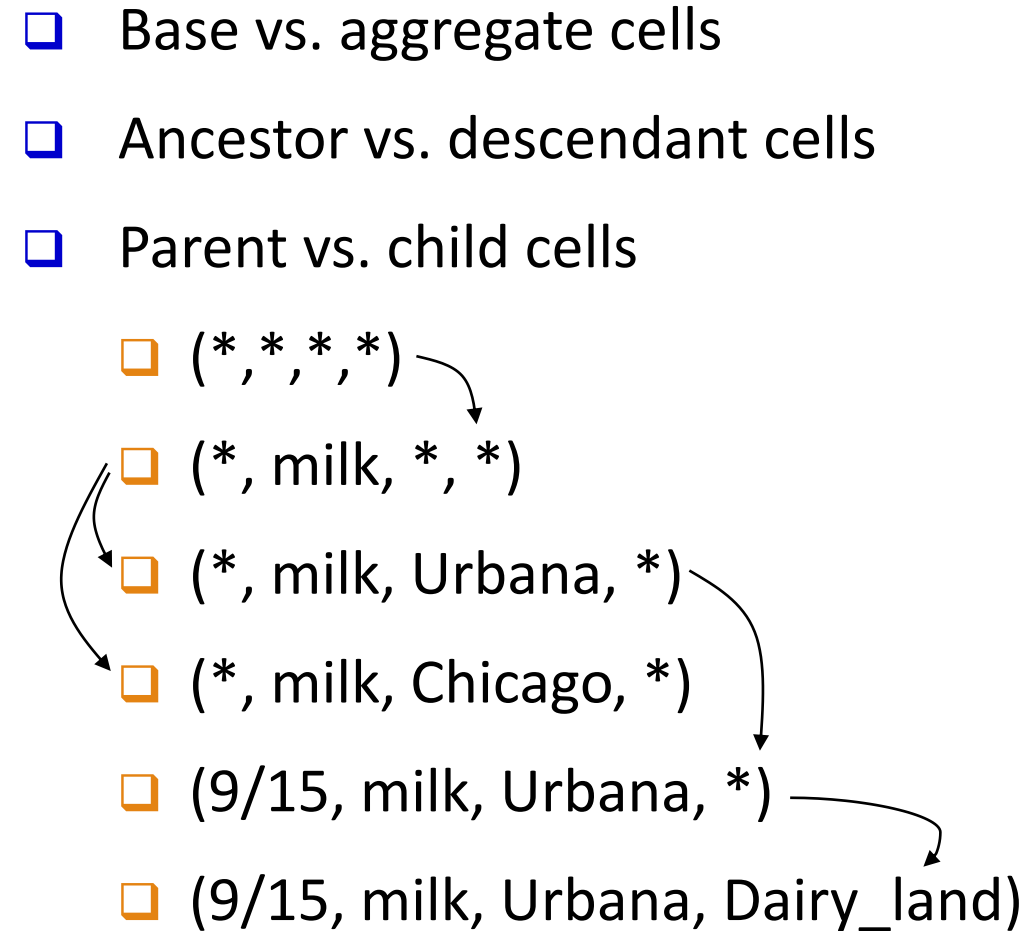 Base vs. aggregate cells
Ancestor vs. descendant cells
Parent vs. child cells
(*,*,*,*)
(*, milk, *, *)
(*, milk, Urbana, *)
(*, milk, Chicago, *)
(9/15, milk, Urbana, *)
(9/15, milk, Urbana, Dairy_land)